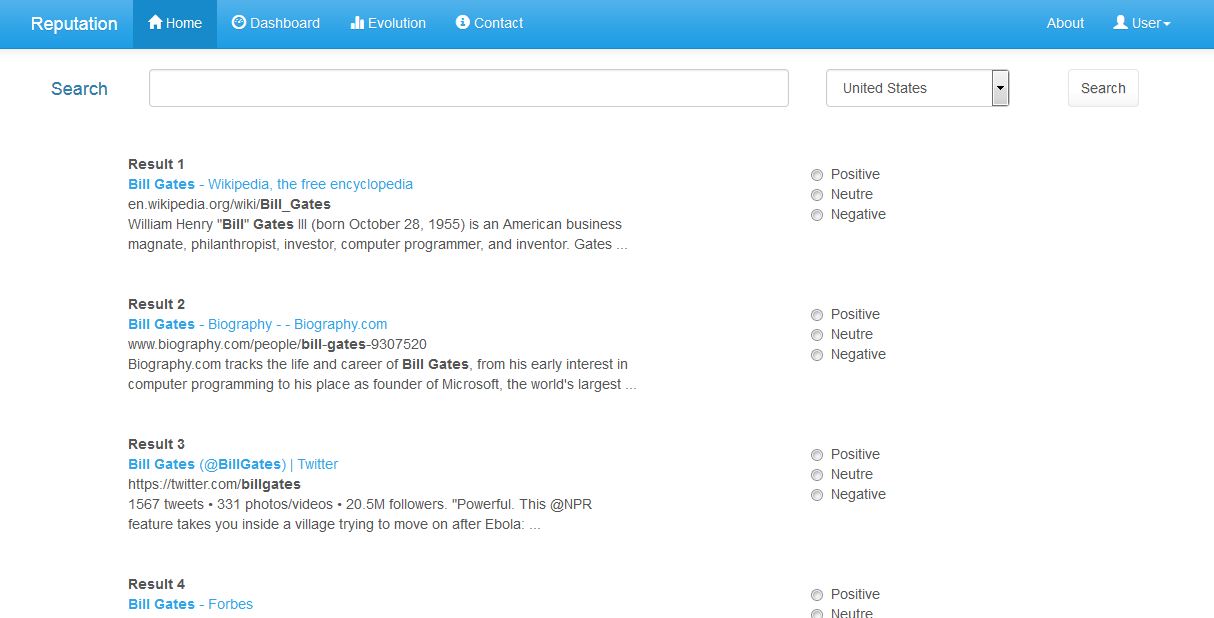 Reputation Home Dashboard Evolution Contact About User
Search United States Search
Result 1
Bill Gates - Wikipedia, the free encyclopedia
en.wikipedia.org/wiki/Bill_Gates
William Henry "Bill" Gates III (born October 28, 1955) is an American business
magnate, philanthropist, investor, computer programmer, and inventor. Gates ...
Positive
Neutre
Negative
Result 2
Bill Gates - Biography - - Biography.com
www.biography.com/people/bill-gates-9307520
Biography.com tracks the life and career of Bill Gates, from his early interest in
computer programming to his place as founder of Microsoft, the world's largest ...
Positive
Neutre
Negative
Result 3
Bill Gates (@BillGates) | Twitter
https://twitter.com/billgates
1567 tweets • 331 photos/videos • 20.5M followers. "Powerful. This @NPR
feature takes you inside a village trying to move on after Ebola: ...
Positive
Neutre
Negative
Result 4
Bill Gates - Forbes
Positive
Neutre